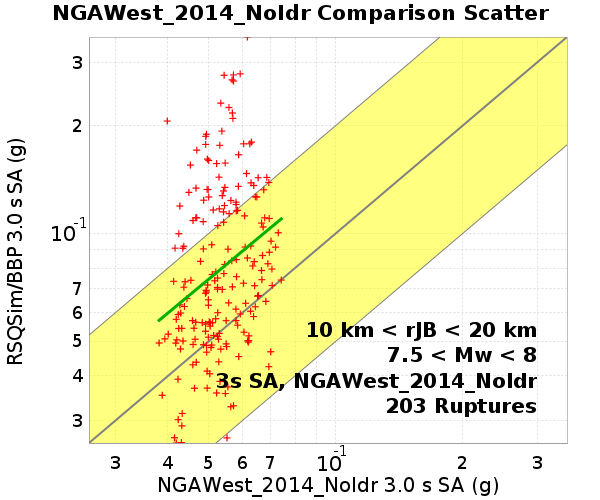 NGAWest_2014_NoIdr Comparison Scatter
RSQSim/BBP 3.0 s SA (g)
3
2
10-1
7
6
5
4
3
10 km < rJB < 20 km
7.5 < Mw < 8
3s SA, NGAWest_2014_NoIdr
203 Ruptures
3 4 5 6 7 10-1 2 3
NGAWest_2014_NoIdr 3.0 s SA (g)